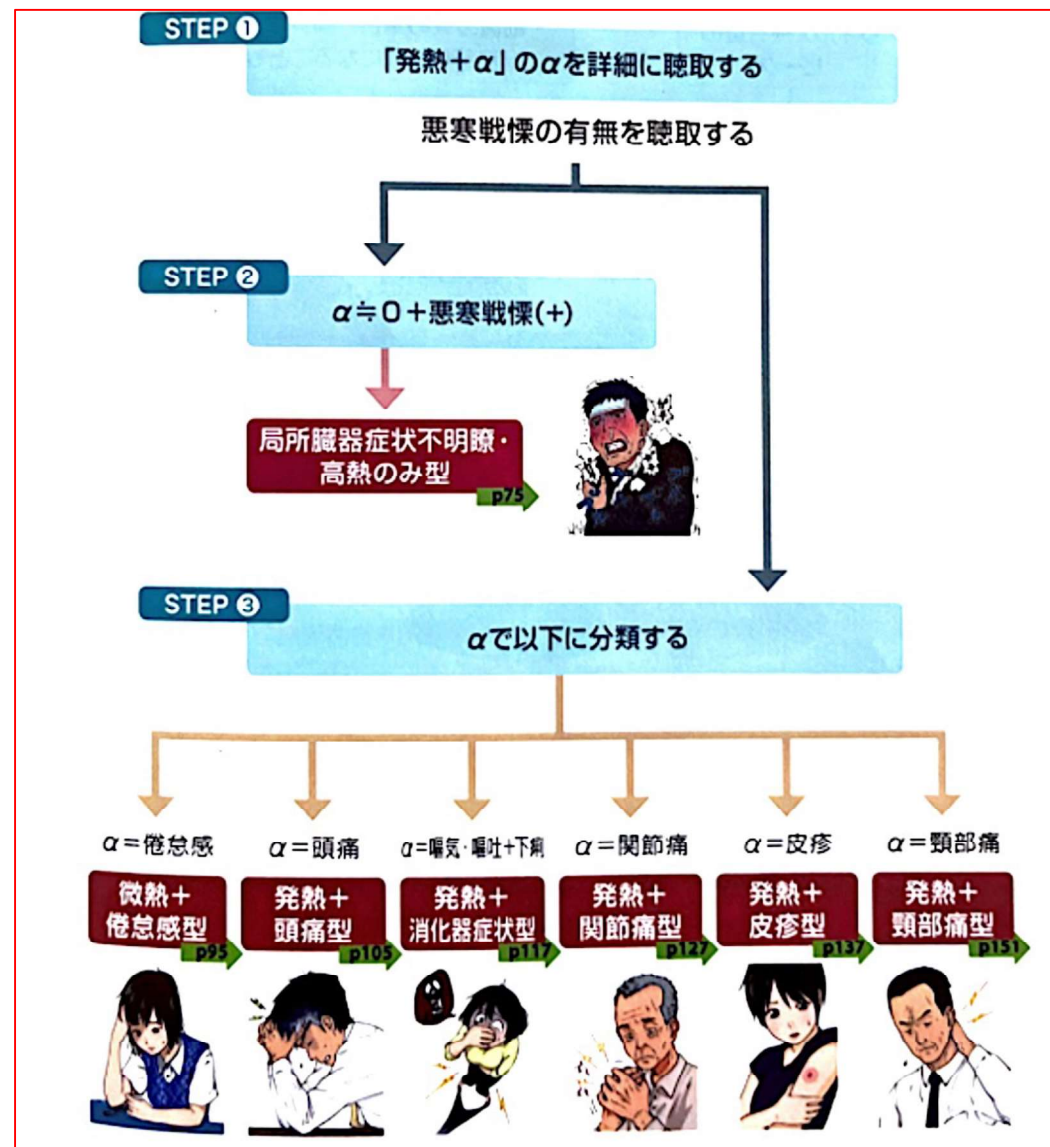 STEP ❶
「発熱+α」のαを詳細に聴取する
悪寒戦慄の有無を聴取する
STEP ❷
α≒0+悪寒戦慄(+)
局所臓器症状不明瞭・
高熱のみ型
p75
STEP ❸
αで以下に分類する
α=倦怠感
微熱+
倦怠感型
p95
α=頭痛
発熱+
頭痛型
p105
α=嘔気・嘔吐+下痢
発熱+
消化器症状型
p117
α=関節痛
発熱+
関節痛型
p127
α=皮疹
発熱+
皮疹型
p137
α=頸部痛
発熱+
頸部痛型
p151